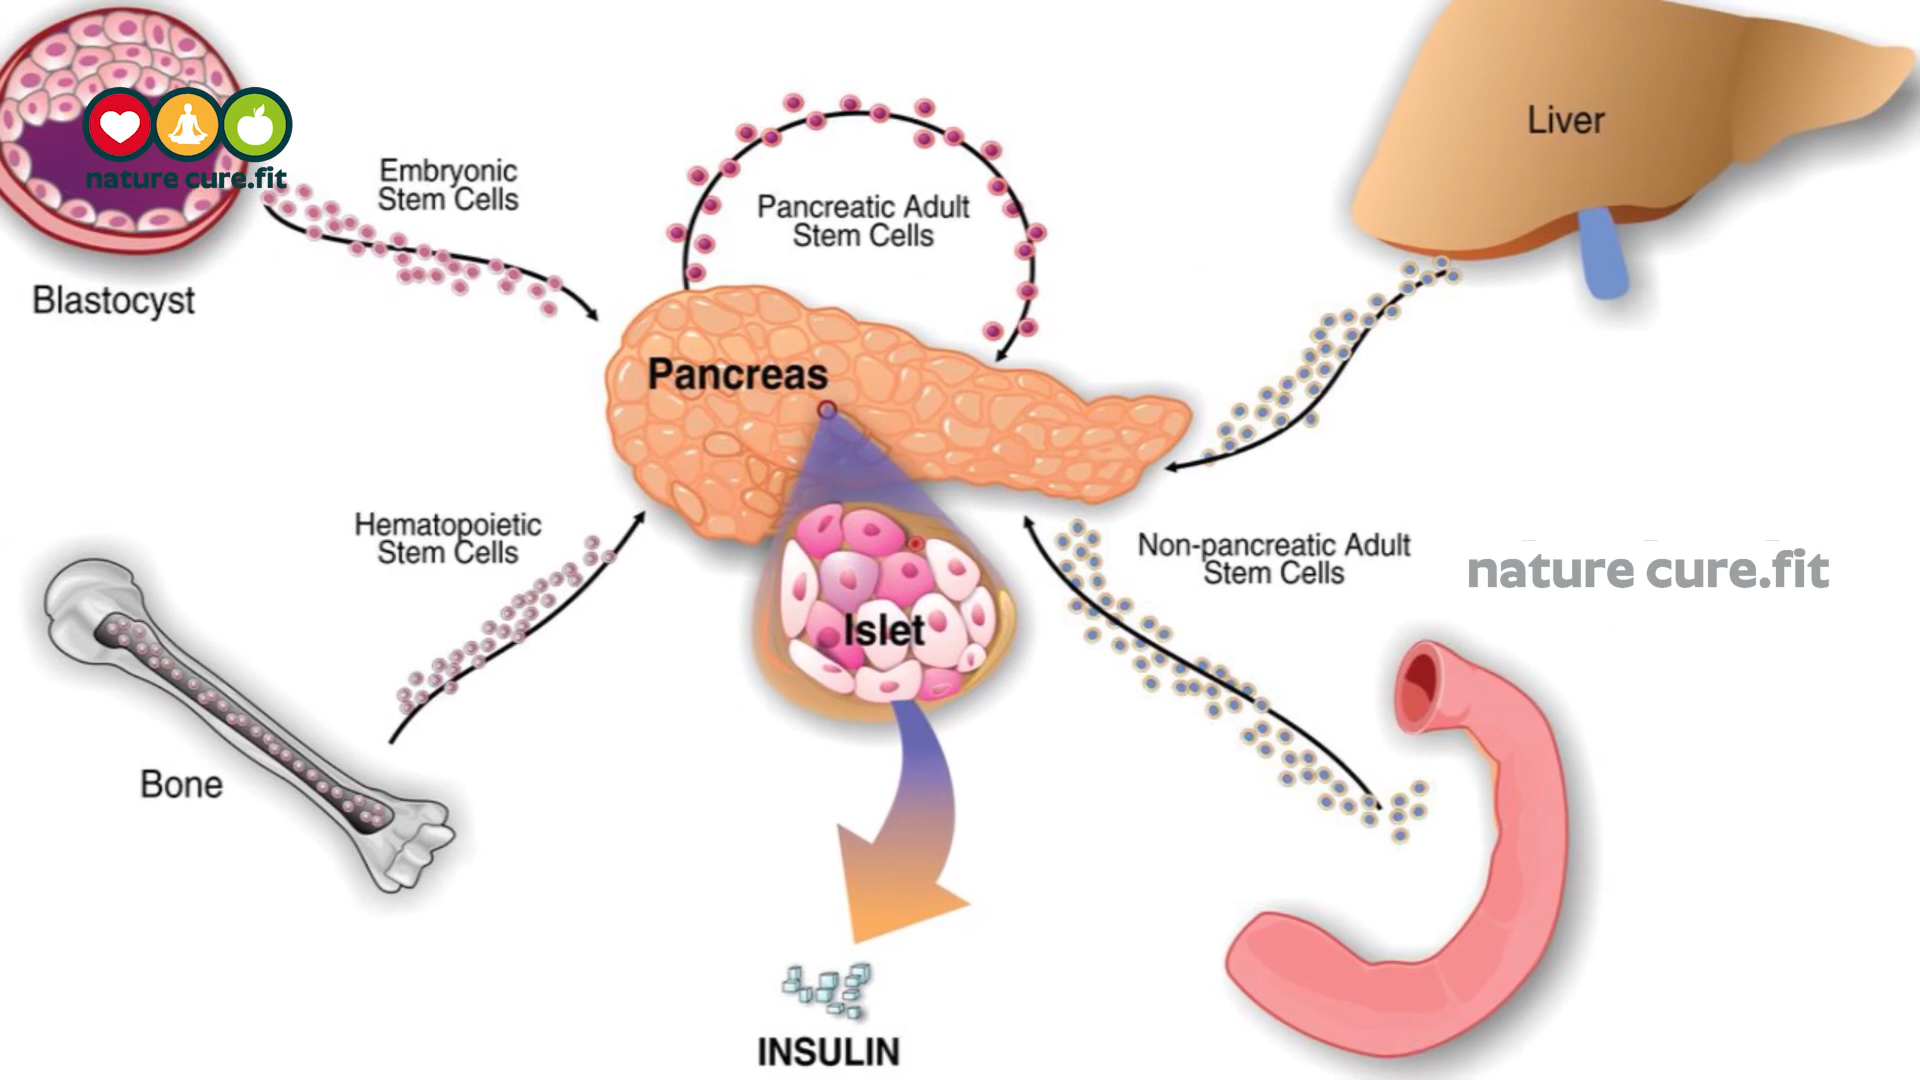 nature cure.fit
Embryonic
Stem Cells
Blastocyst
Pancreatic Adult
Stem Cells
Liver
Pancreas
Hematopoietic
Stem Cells
Non-pancreatic Adult
Stem Cells
nature cure.fit
Islet
Bone
INSULIN